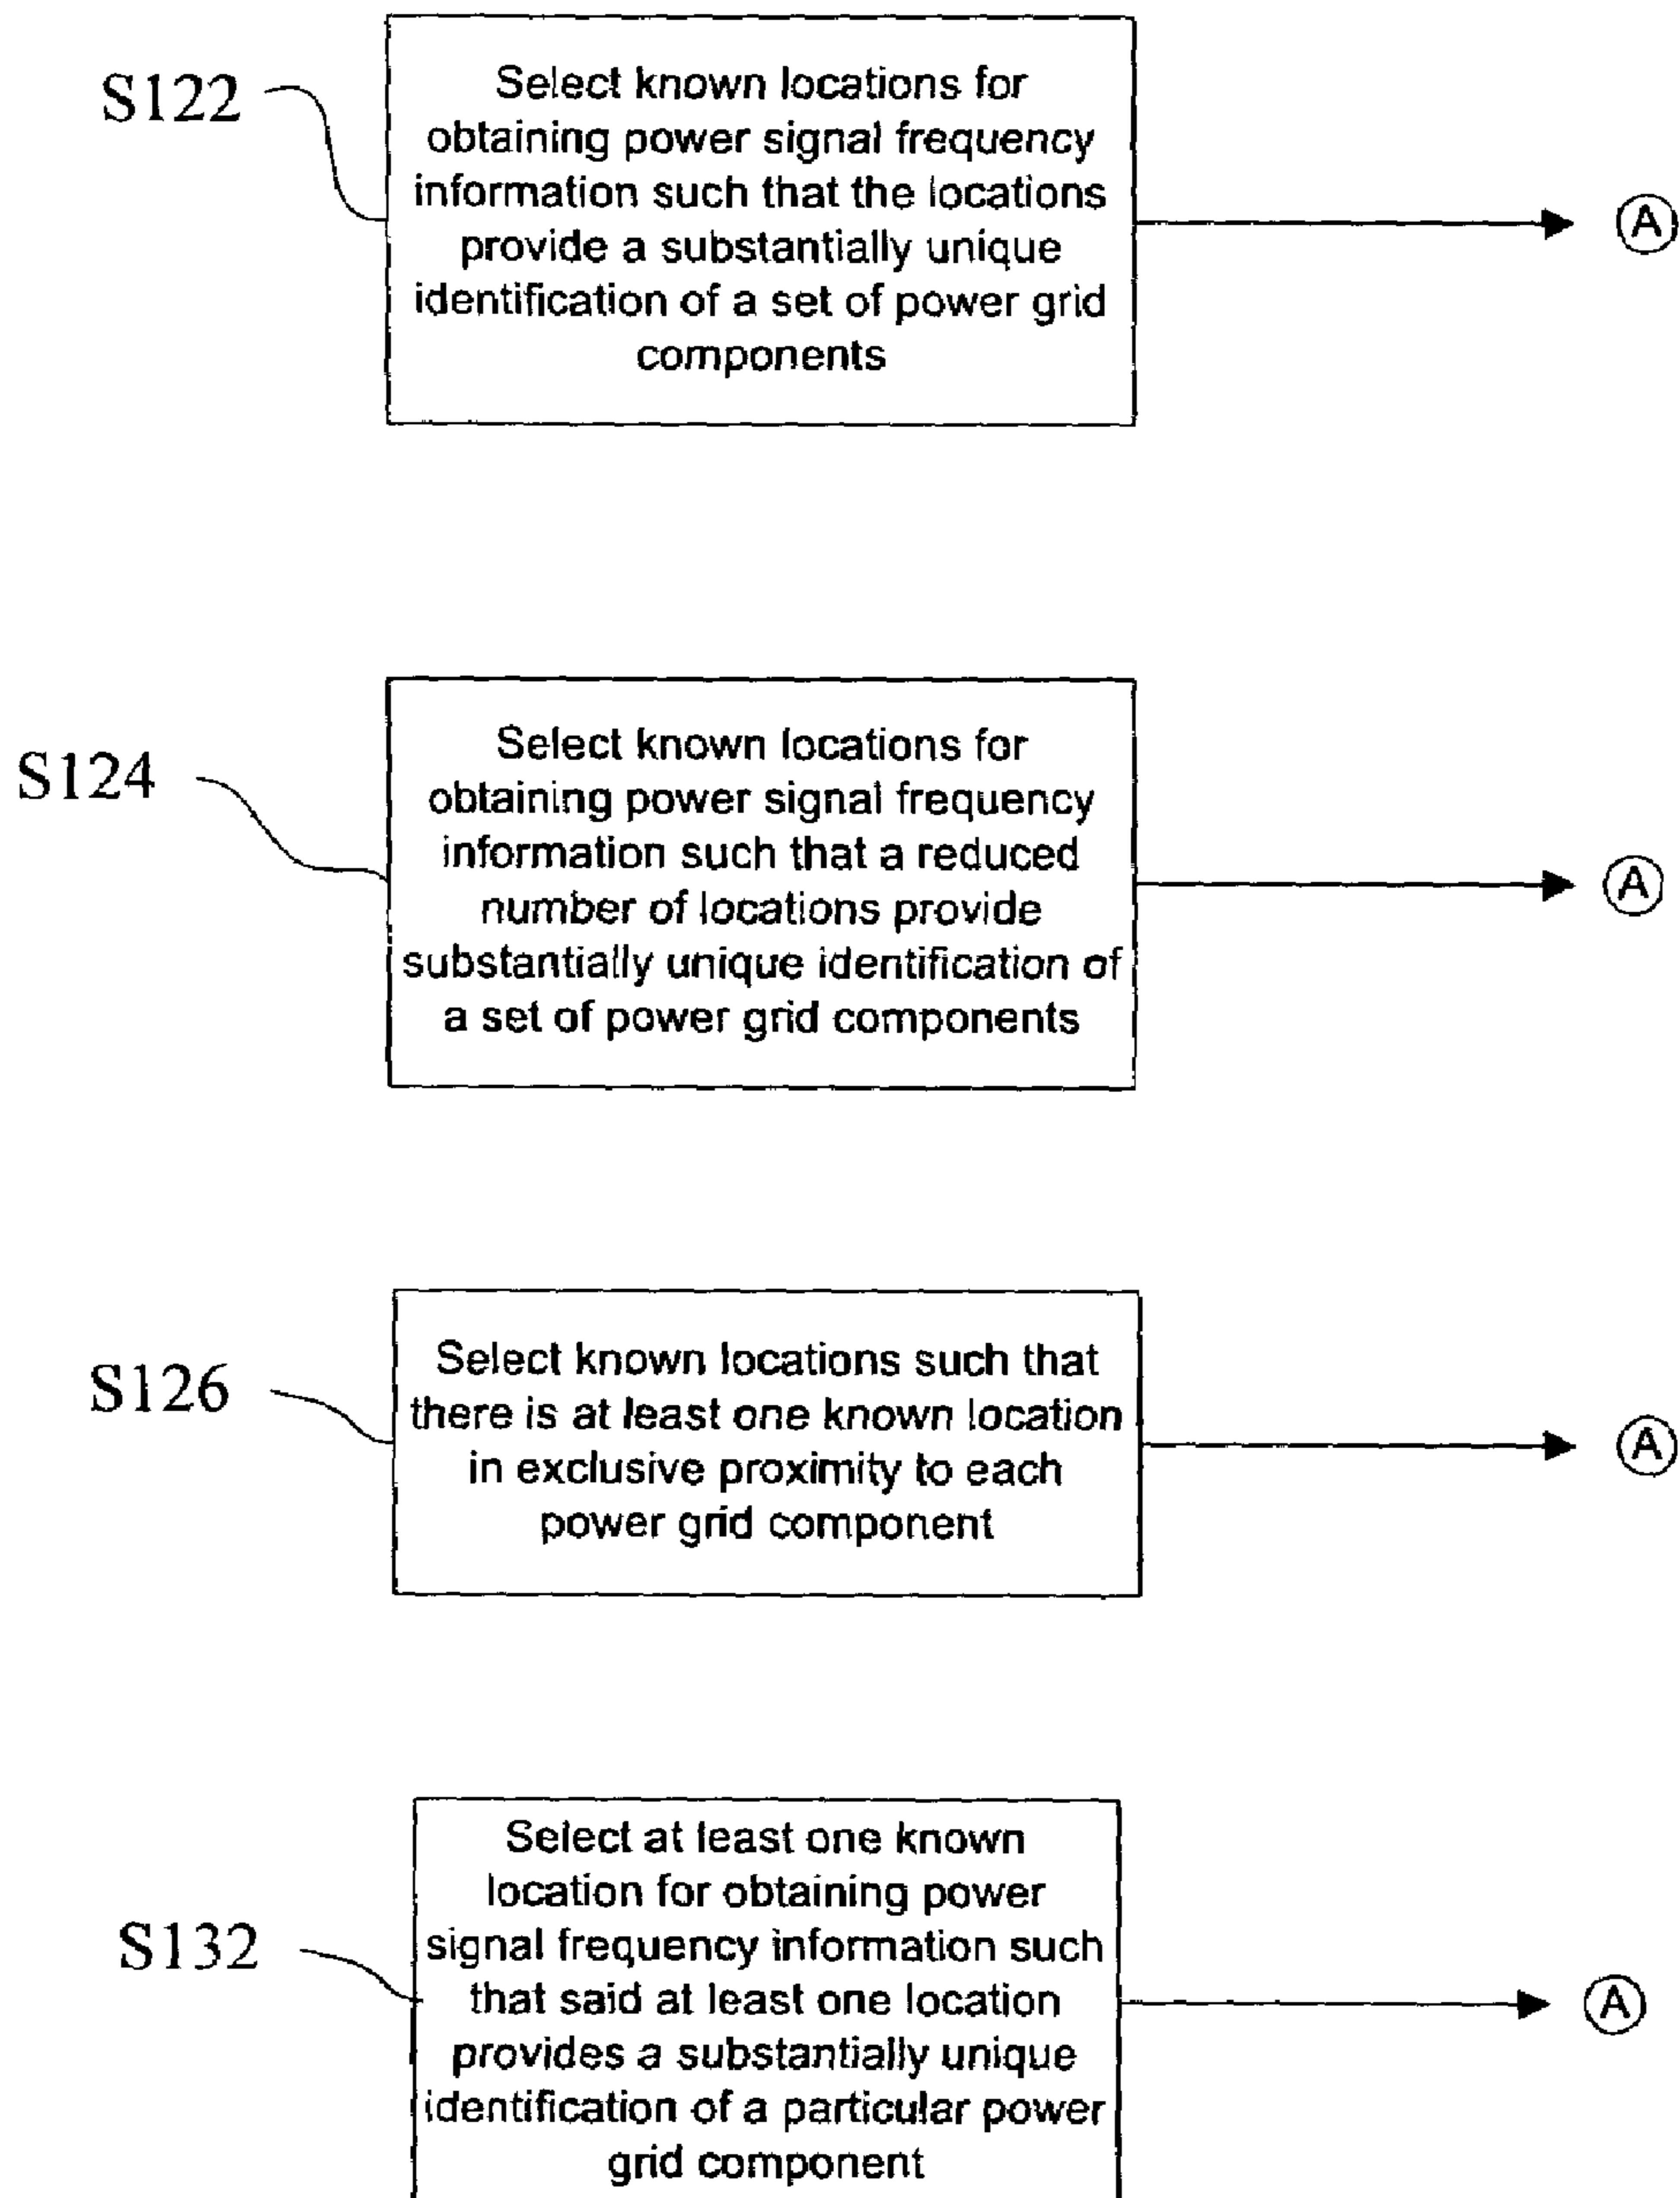 S122
Select known locations for
obtaining power signal frequency
information such that the locations
provide a substantially unique
identification of a set of power grid
components
A
S124
Select known locations for
obtaining power signal frequency
information such that a reduced
number of locations provide
substantially unique identification of
a set of power grid components
A
S126
Select known locations such that
there is at least one known location
in exclusive proximity to each
power grid component
A
S132
Select at least one known
location for obtaining power
signal frequency information such
that said at least one location
provides a substantially unique
identification of a particular power
grid component
A